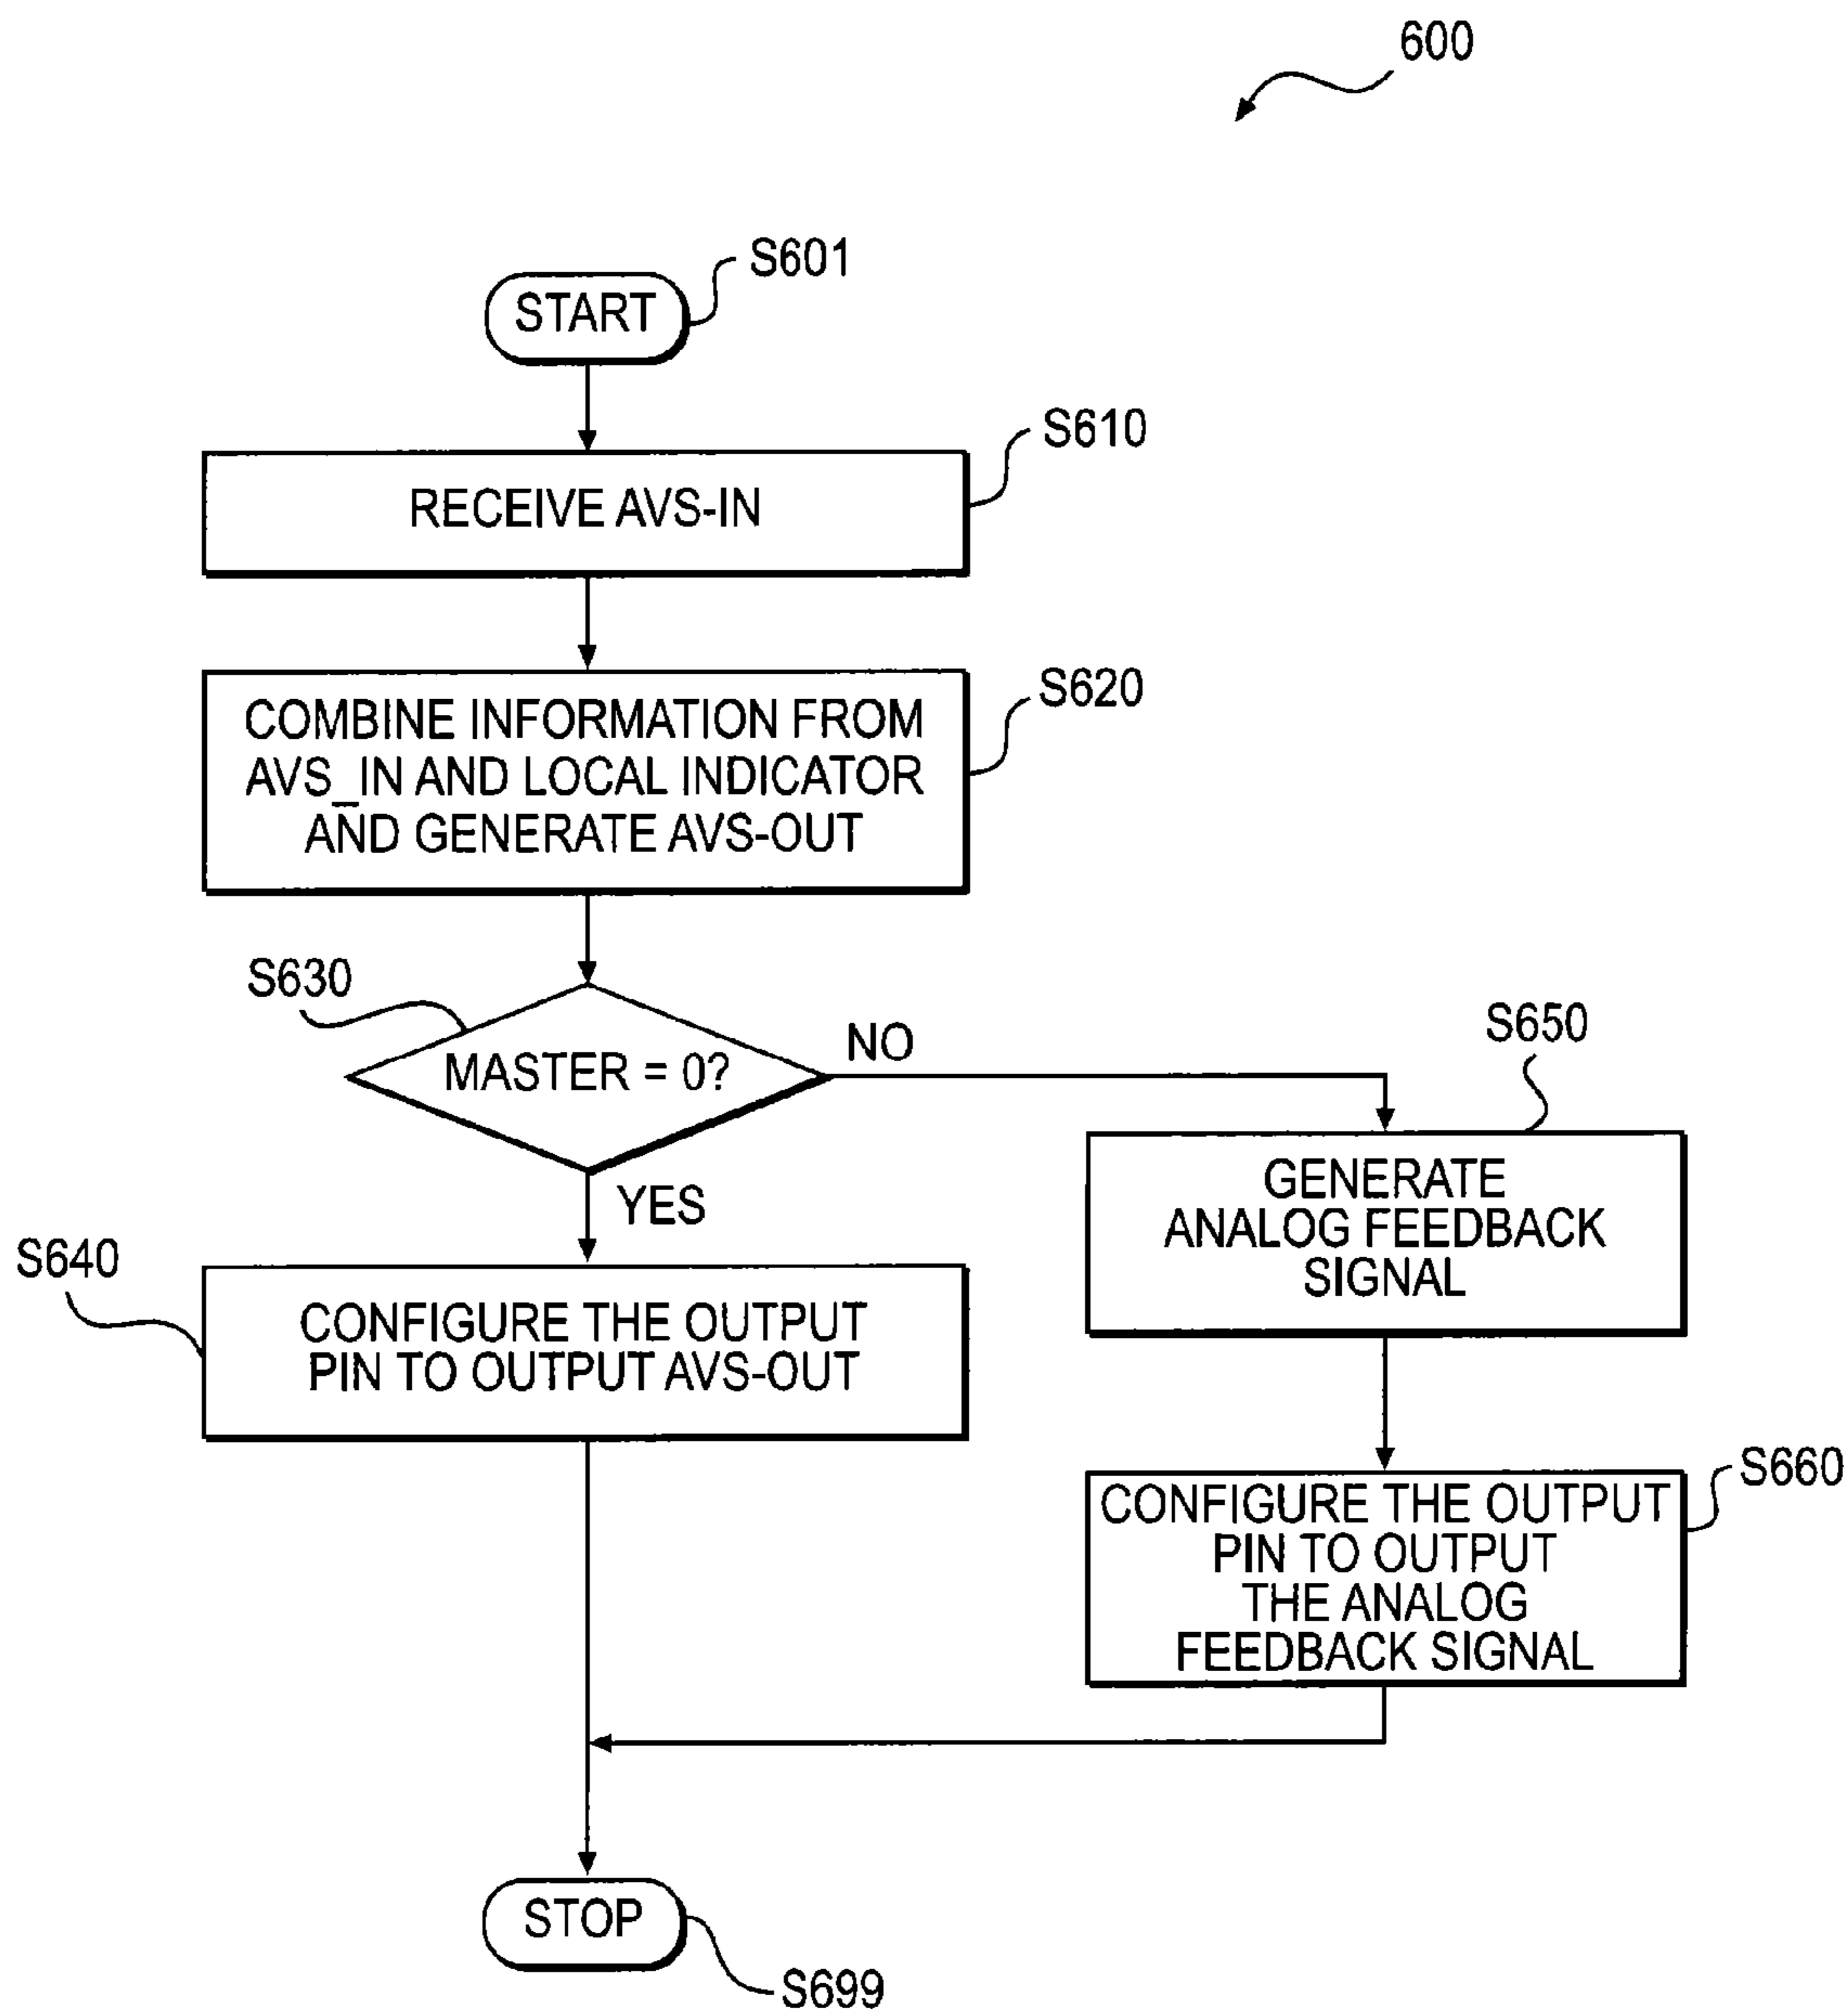 600
S601
START
S610
RECEIVE AVS-IN
S620
COMBINE INFORMATION FROM
AVS_IN AND LOCAL INDICATOR
AND GENERATE AVS-OUT
S630
MASTER = 0?
NO
YES
S650
GENERATE
ANALOG FEEDBACK
SIGNAL
S640
CONFIGURE THE OUTPUT
PIN TO OUTPUT AVS-OUT
S660
CONFIGURE THE OUTPUT
PIN TO OUTPUT
THE ANALOG
FEEDBACK SIGNAL
STOP
S699